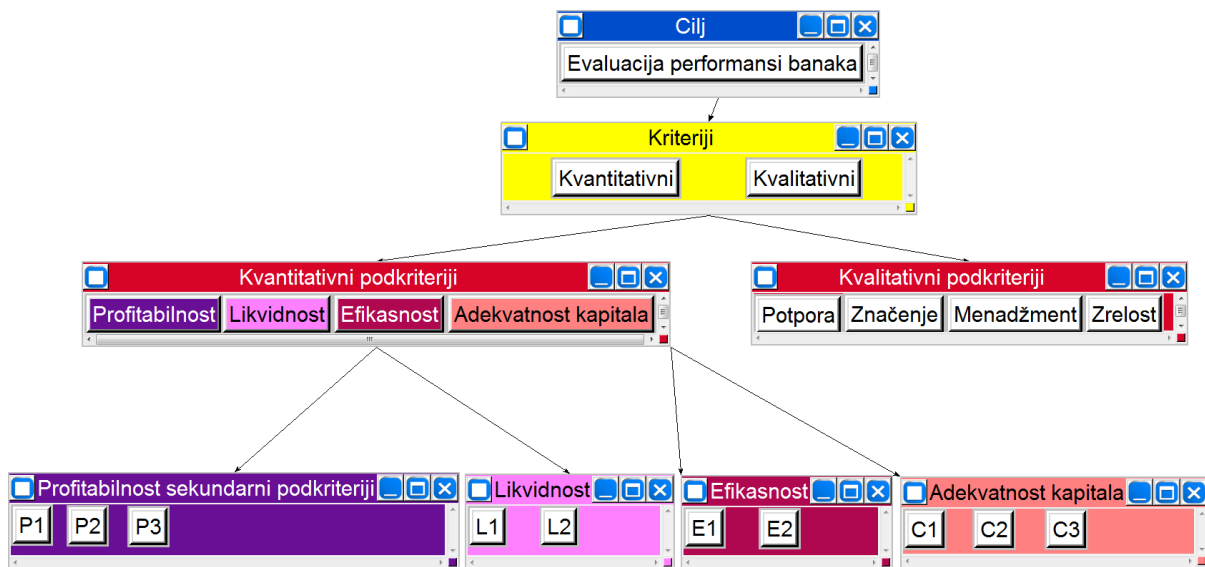 Cilj
Evaluacija performansi banaka
Kriteriji
Kvantitativni Kvalitativni
Kvantitativni podkriteriji
Profitabilnost Likvidnost Efikasnost Adekvatnost kapitala
Kvalitativni podkriteriji
Potpora Značenje Menadžment Zrelost
Profitabilnost sekundarni podkriteriji
P1 P2 P3
Likvidnost
L1 L2
Efikasnost
E1 E2
Adekvatnost kapitala
C1 C2 C3